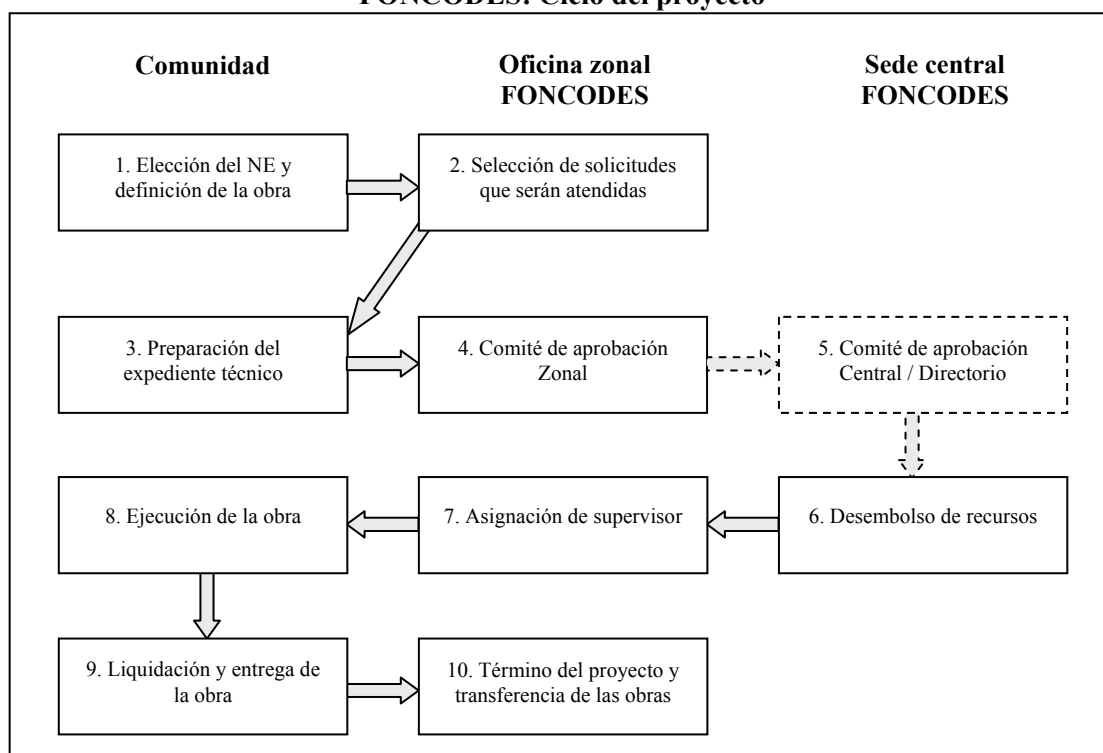 FONCODES: Ciclo del proyecto
Comunidad
Oficina zonal
FONCODES
Sede central
FONCODES
1. Elección del NE y
definición de la obra
2. Selección de solicitudes
que serán atendidas
3. Preparación del
expediente técnico
4. Comité de aprobación
Zonal
5. Comité de aprobación
Central / Directorio
8. Ejecución de la obra
7. Asignación de supervisor
6. Desembolso de recursos
9. Liquidación y entrega de
la obra
10. Término del proyecto y
transferencia de las obras